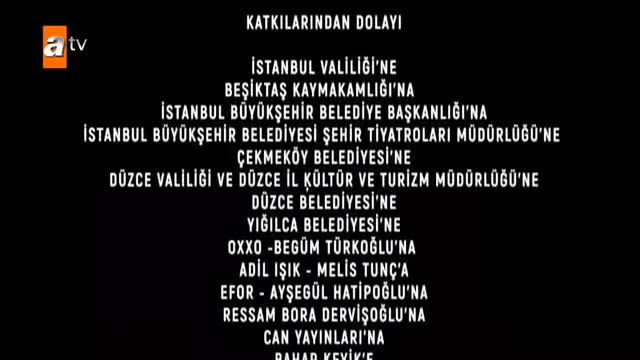 KATKILARINDAN DOLAYI
atv
İSTANBUL VALİLİĞİ'NE
BEŞİKTAŞ KAYMAKAMLIĞI'NA
İSTANBUL BÜYÜKŞEHİR BELEDİYE BAŞKANLIĞI'NA
İSTANBUL BÜYÜKŞEHİR BELEDİYESİ ŞEHİR TİYATROLARI MÜDÜRLÜĞÜ'NE
ÇEKMEKÖY BELEDİYESİ'NE
DÜZCE VALİLİĞİ VE DÜZCE İL KÜLTÜR VE TURİZM MÜDÜRLÜĞÜ'NE
DÜZCE BELEDİYESİ'NE
YIĞILCA BELEDİYESİ'NE
OXXO -BEGÜM TÜRKOĞLU'NA
ADİL IŞIK - MELİS TUNÇ'A
EFOR - AYŞEGÜL HATİPOĞLU'NA
RESSAM BORA DERVİŞOĞLU'NA
CAN YAYINLARI'NA
BAHAR KEYİK'E